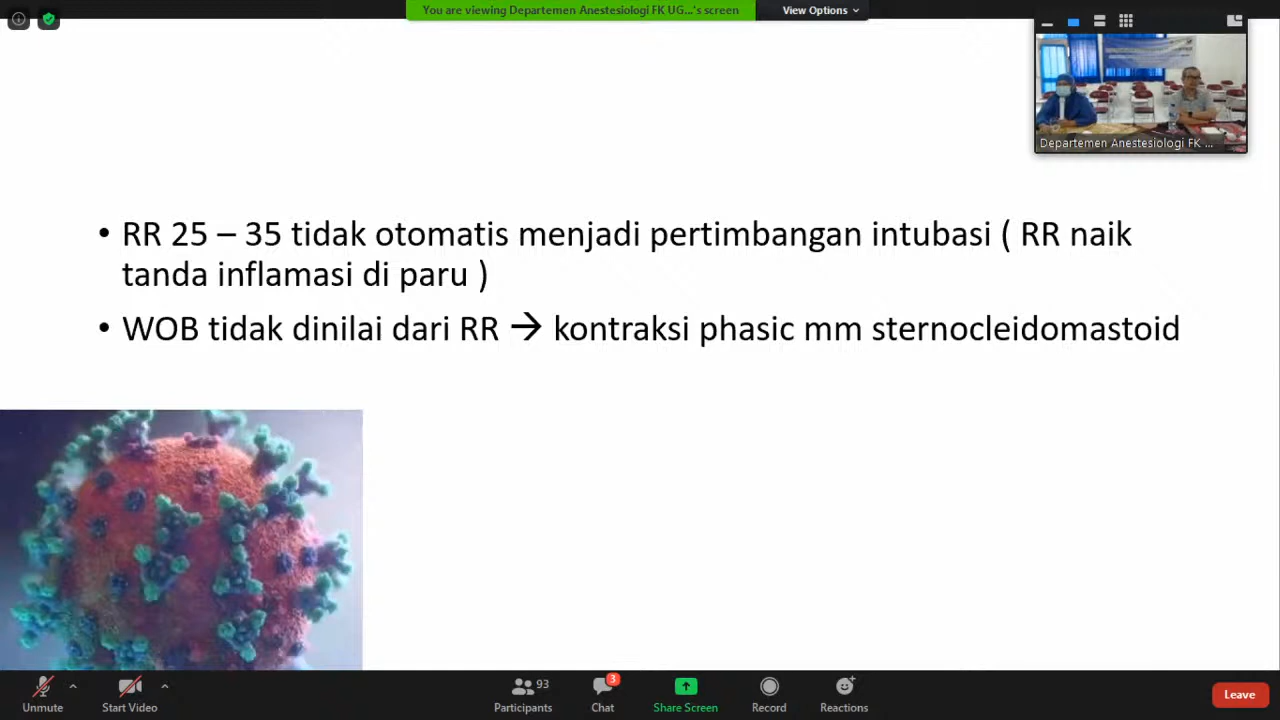 You are viewing Departemen Anestesiologi FK UG...'s screen
View Options
Departemen Anestesiologi FK ...
• RR 25 – 35 tidak otomatis menjadi pertimbangan intubasi ( RR naik
tanda inflamasi di paru )
• WOB tidak dinilai dari RR → kontraksi phasic mm sternocleidomastoid
Unmute
Start Video
Participants
93
Chat
3
Share Screen
Record
Reactions
Leave